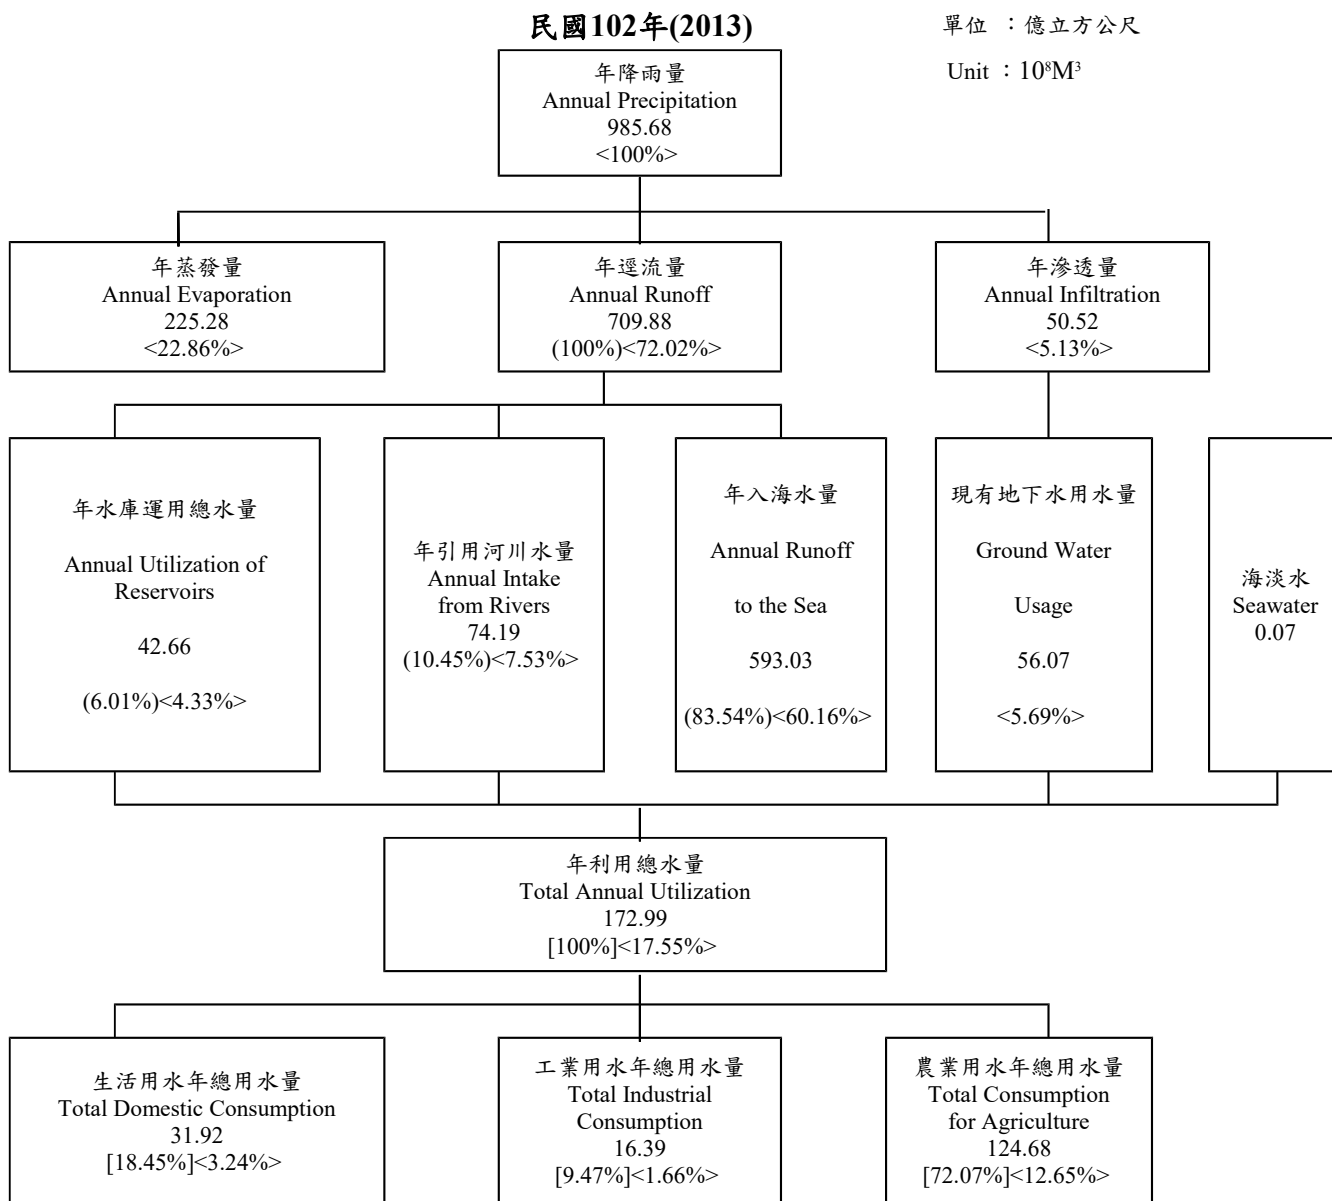 民國102年(2013)
單位 ：億立方公尺
Unit ：10⁸M³
年降雨量
Annual Precipitation
985.68
<100%>
年蒸發量
Annual Evaporation
225.28
<22.86%>
年逕流量
Annual Runoff
709.88
(100%)<72.02%>
年滲透量
Annual Infiltration
50.52
<5.13%>
年水庫運用總水量
Annual Utilization of
Reservoirs
42.66
(6.01%)<4.33%>
年引用河川水量
Annual Intake
from Rivers
74.19
(10.45%)<7.53%>
年入海水量
Annual Runoff
to the Sea
593.03
(83.54%)<60.16%>
現有地下水用水量
Ground Water
Usage
56.07
<5.69%>
海淡水
Seawater
0.07
年利用總水量
Total Annual Utilization
172.99
[100%]<17.55%>
生活用水年總用水量
Total Domestic Consumption
31.92
[18.45%]<3.24%>
工業用水年總用水量
Total Industrial
Consumption
16.39
[9.47%]<1.66%>
農業用水年總用水量
Total Consumption
for Agriculture
124.68
[72.07%]<12.65%>